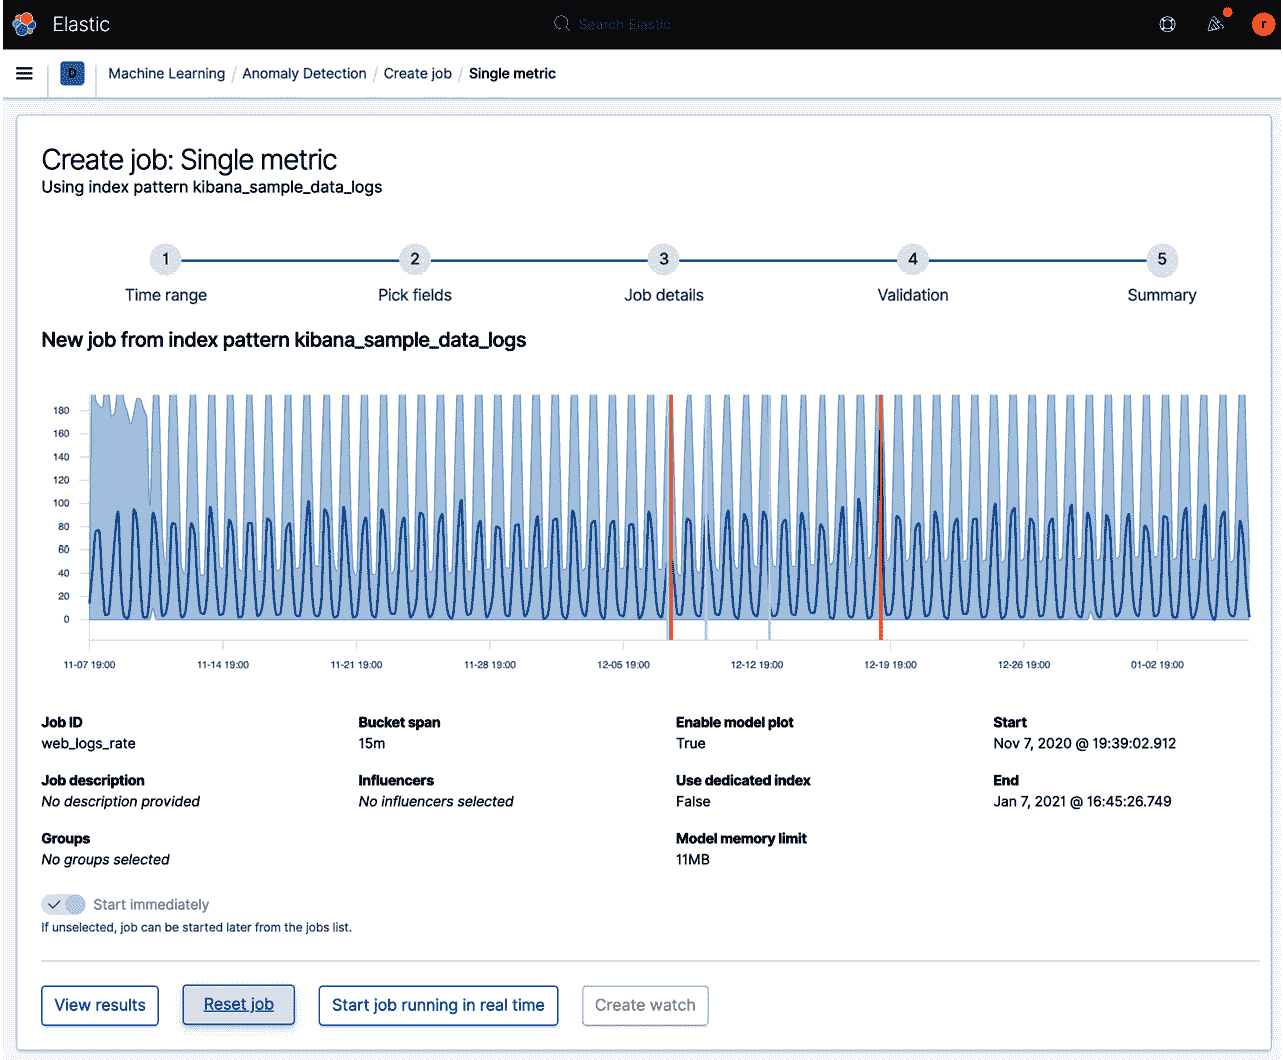 Elastic
Search Elastic
r
D
Machine Learning / Anomaly Detection / Create job / Single metric
Create job: Single metric
Using index pattern kibana_sample_data_logs
1 2 3 4 5
Time range Pick fields Job details Validation Summary
New job from index pattern kibana_sample_data_logs
180
160
140
120
100
80
60
40
20
0
11-07 19:00 11-14 19:00 11-21 19:00 11-28 19:00 12-05 19:00 12-12 19:00 12-19 19:00 12-26 19:00 01-02 19:00
Job ID Bucket span Enable model plot Start
web_logs_rate 15m True Nov 7, 2020 @ 19:39:02.912
Job description Influencers Use dedicated index End
No description provided No influencers selected False Jan 7, 2021 @ 16:45:26.749
Groups Model memory limit
No groups selected 11MB
Start immediately
If unselected, job can be started later from the jobs list.
View results Reset job Start job running in real time Create watch